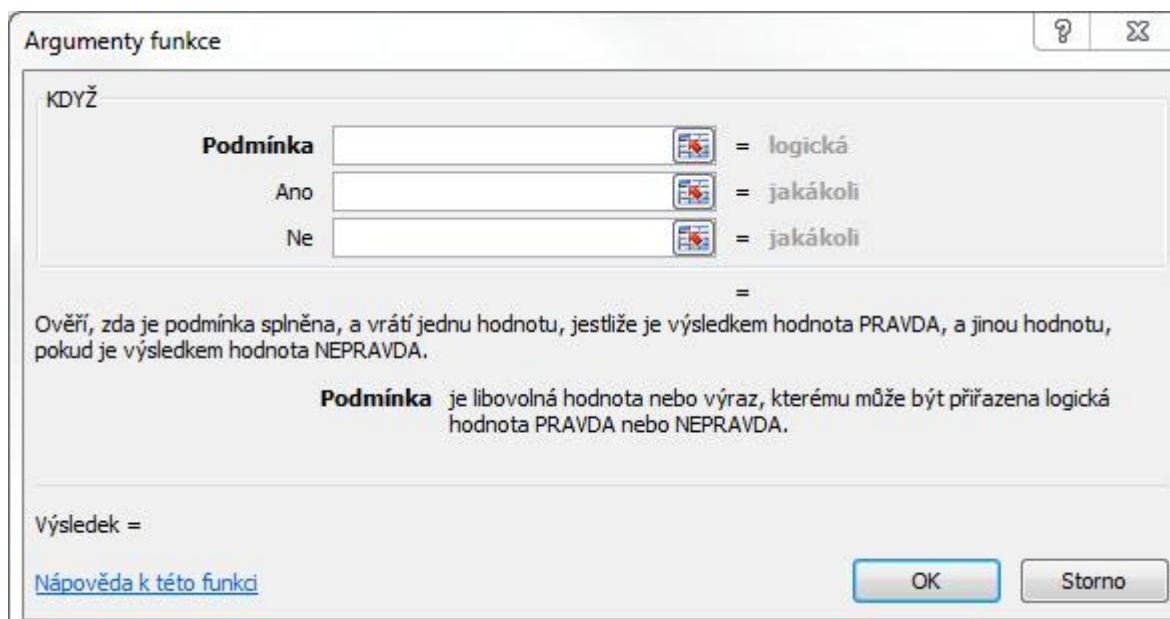 Argumenty funkce
KDYŽ
Podmínka = logická
Ano = jakákoli
Ne = jakákoli
=
Ověří, zda je podmínka splněna, a vrátí jednu hodnotu, jestliže je výsledkem hodnota PRAVDA, a jinou hodnotu,
pokud je výsledkem hodnota NEPRAVDA.
Podmínka je libovolná hodnota nebo výraz, kterému může být přiřazena logická
hodnota PRAVDA nebo NEPRAVDA.
Výsledek =
Nápověda k této funkci OK Storno